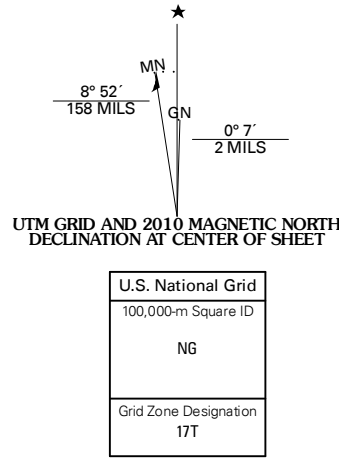 ★
MN
GN
8° 52´
158 MILS
0° 7´
2 MILS
UTM GRID AND 2010 MAGNETIC NORTH
DECLINATION AT CENTER OF SHEET
U.S. National Grid
100,000-m Square ID
NG
Grid Zone Designation
17T